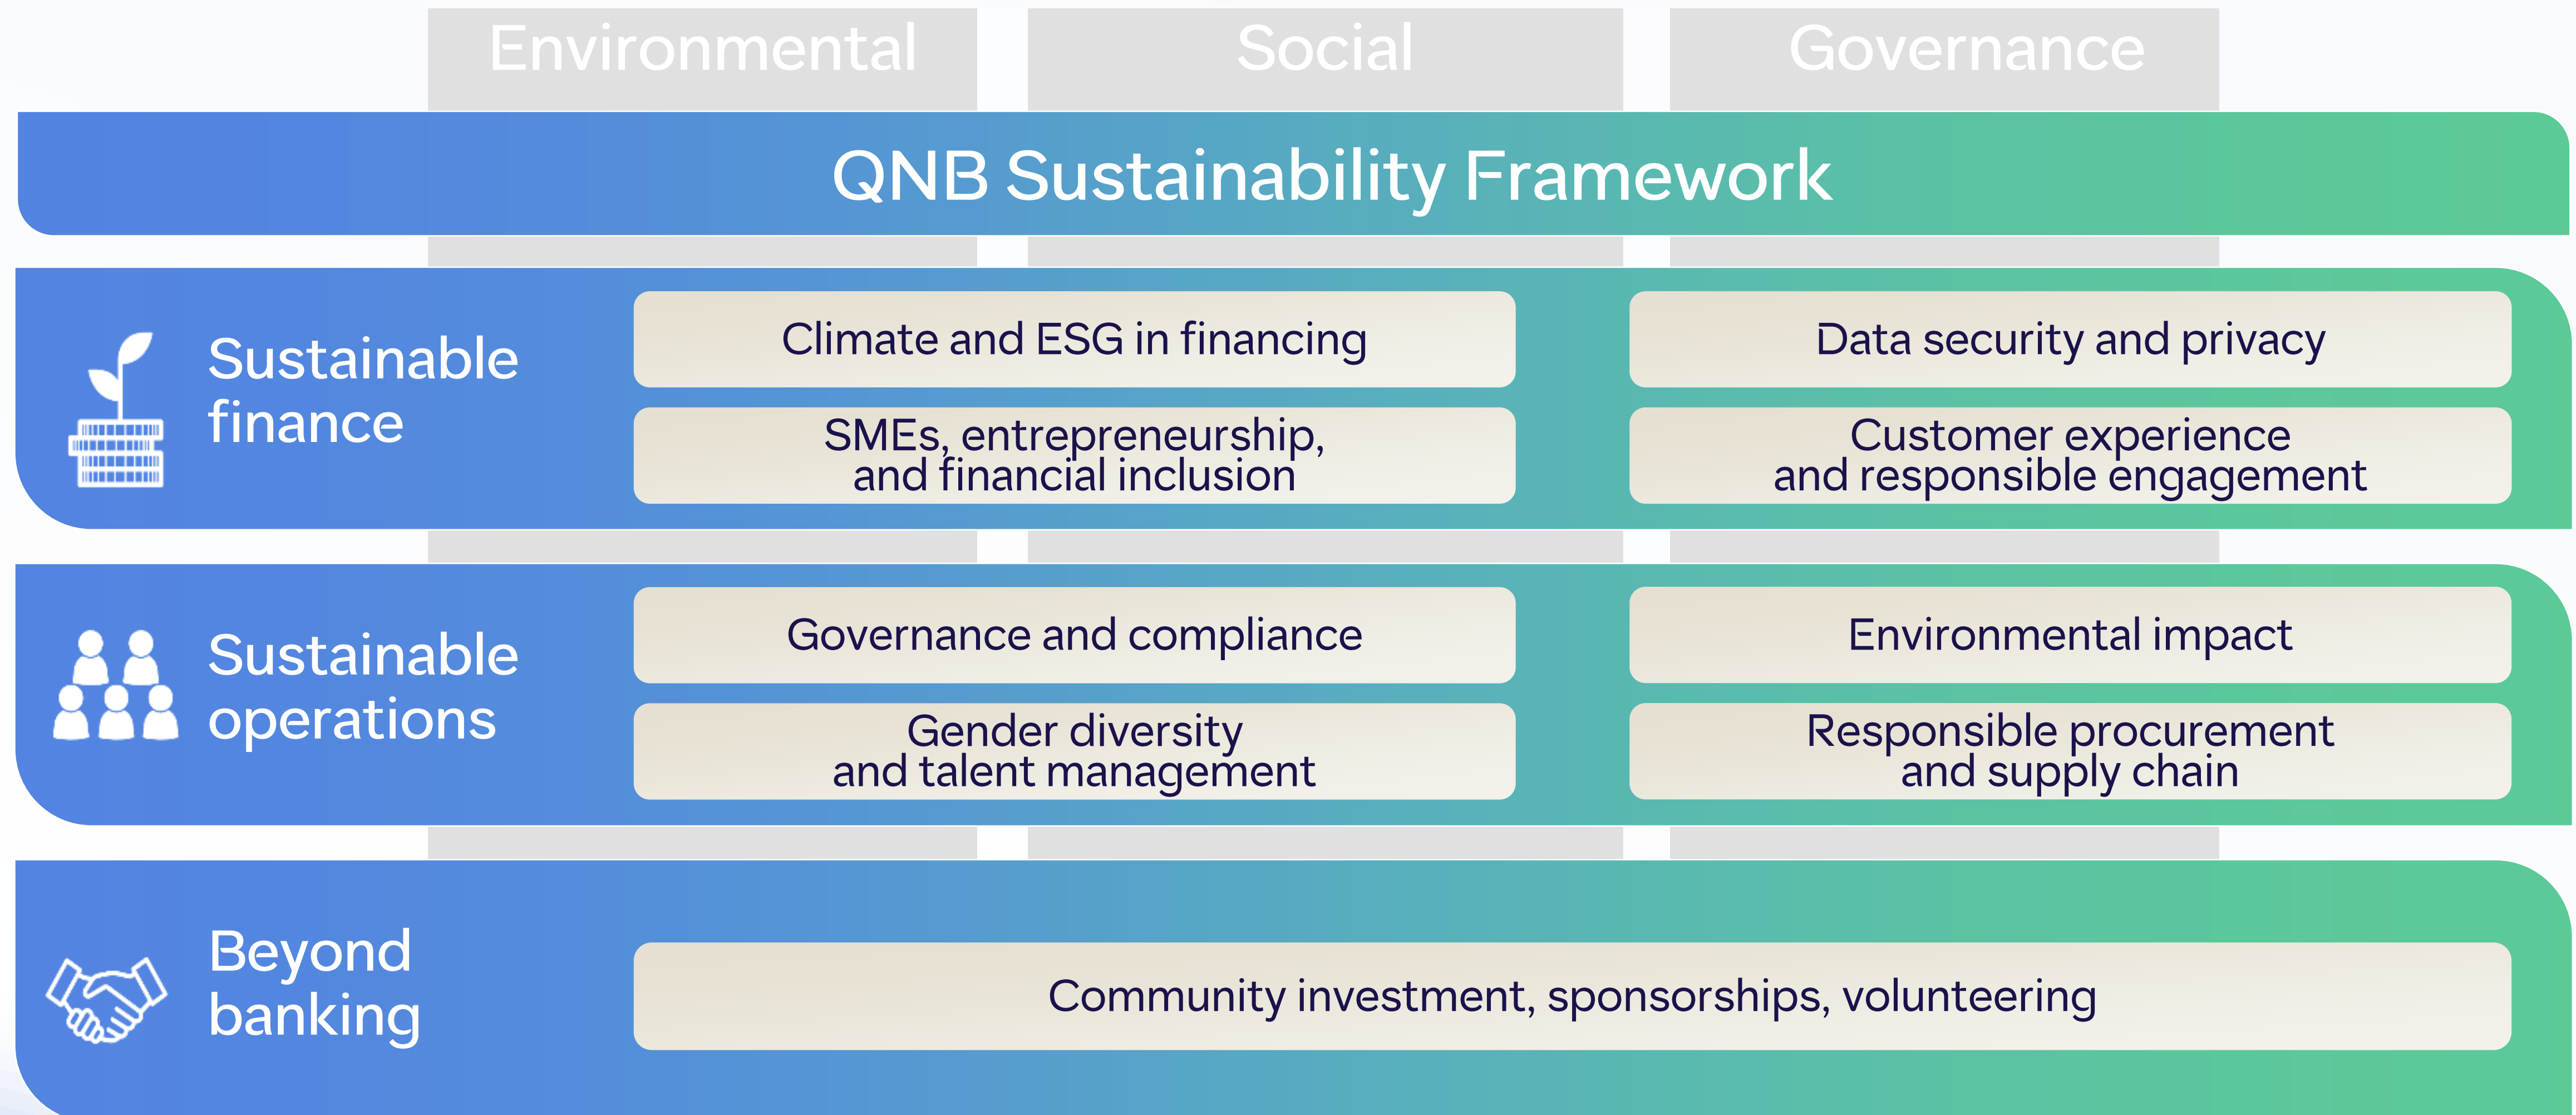 Environmental
Social
Governance
QNB Sustainability Framework
Sustainable
finance
Climate and ESG in financing
Data security and privacy
SMEs, entrepreneurship,
and financial inclusion
Customer experience
and responsible engagement
Sustainable
operations
Governance and compliance
Environmental impact
Gender diversity
and talent management
Responsible procurement
and supply chain
Beyond
banking
Community investment, sponsorships, volunteering